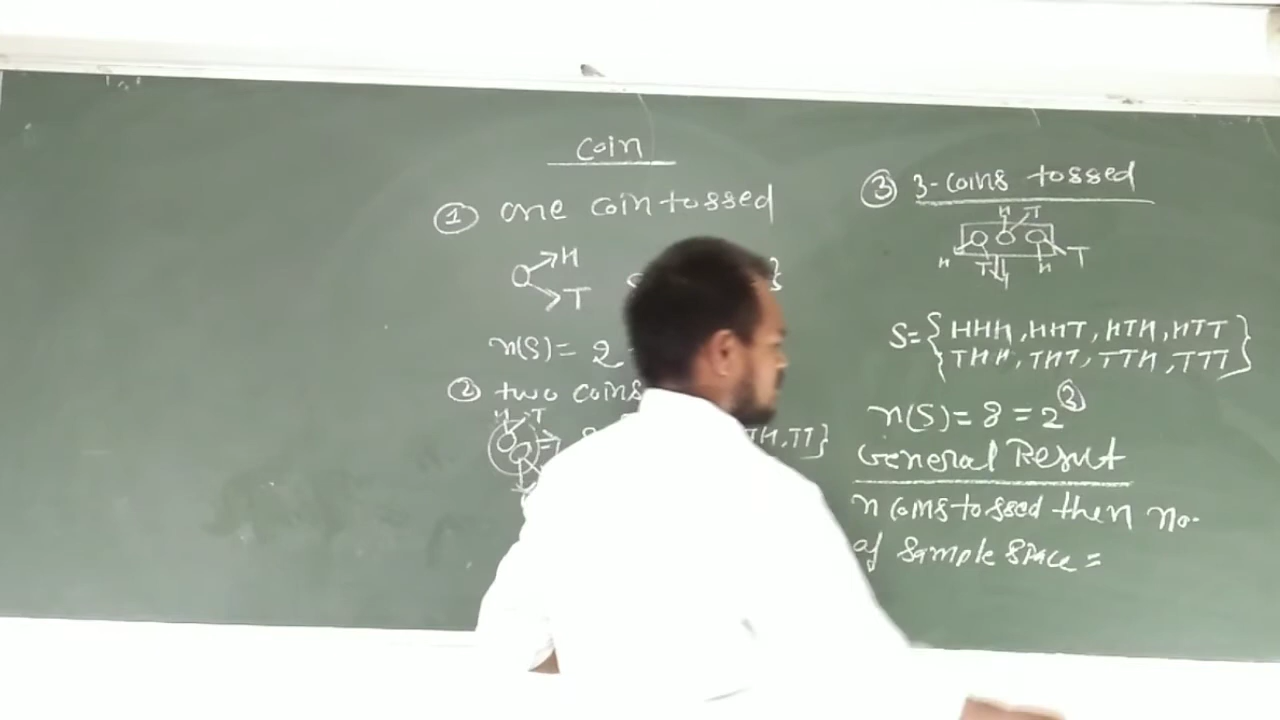 coin
① one coin tossed
H
T
}
n(S) = 2
② two coins
H T
TH, TT}
③ 3-coins tossed
H T
H T H T
S = { HHH, HHT, HTH, HTT
THH, THT, TTH, TTT }
n(S) = 8 = 2³
General Result
n coins tossed then no.
of sample space =